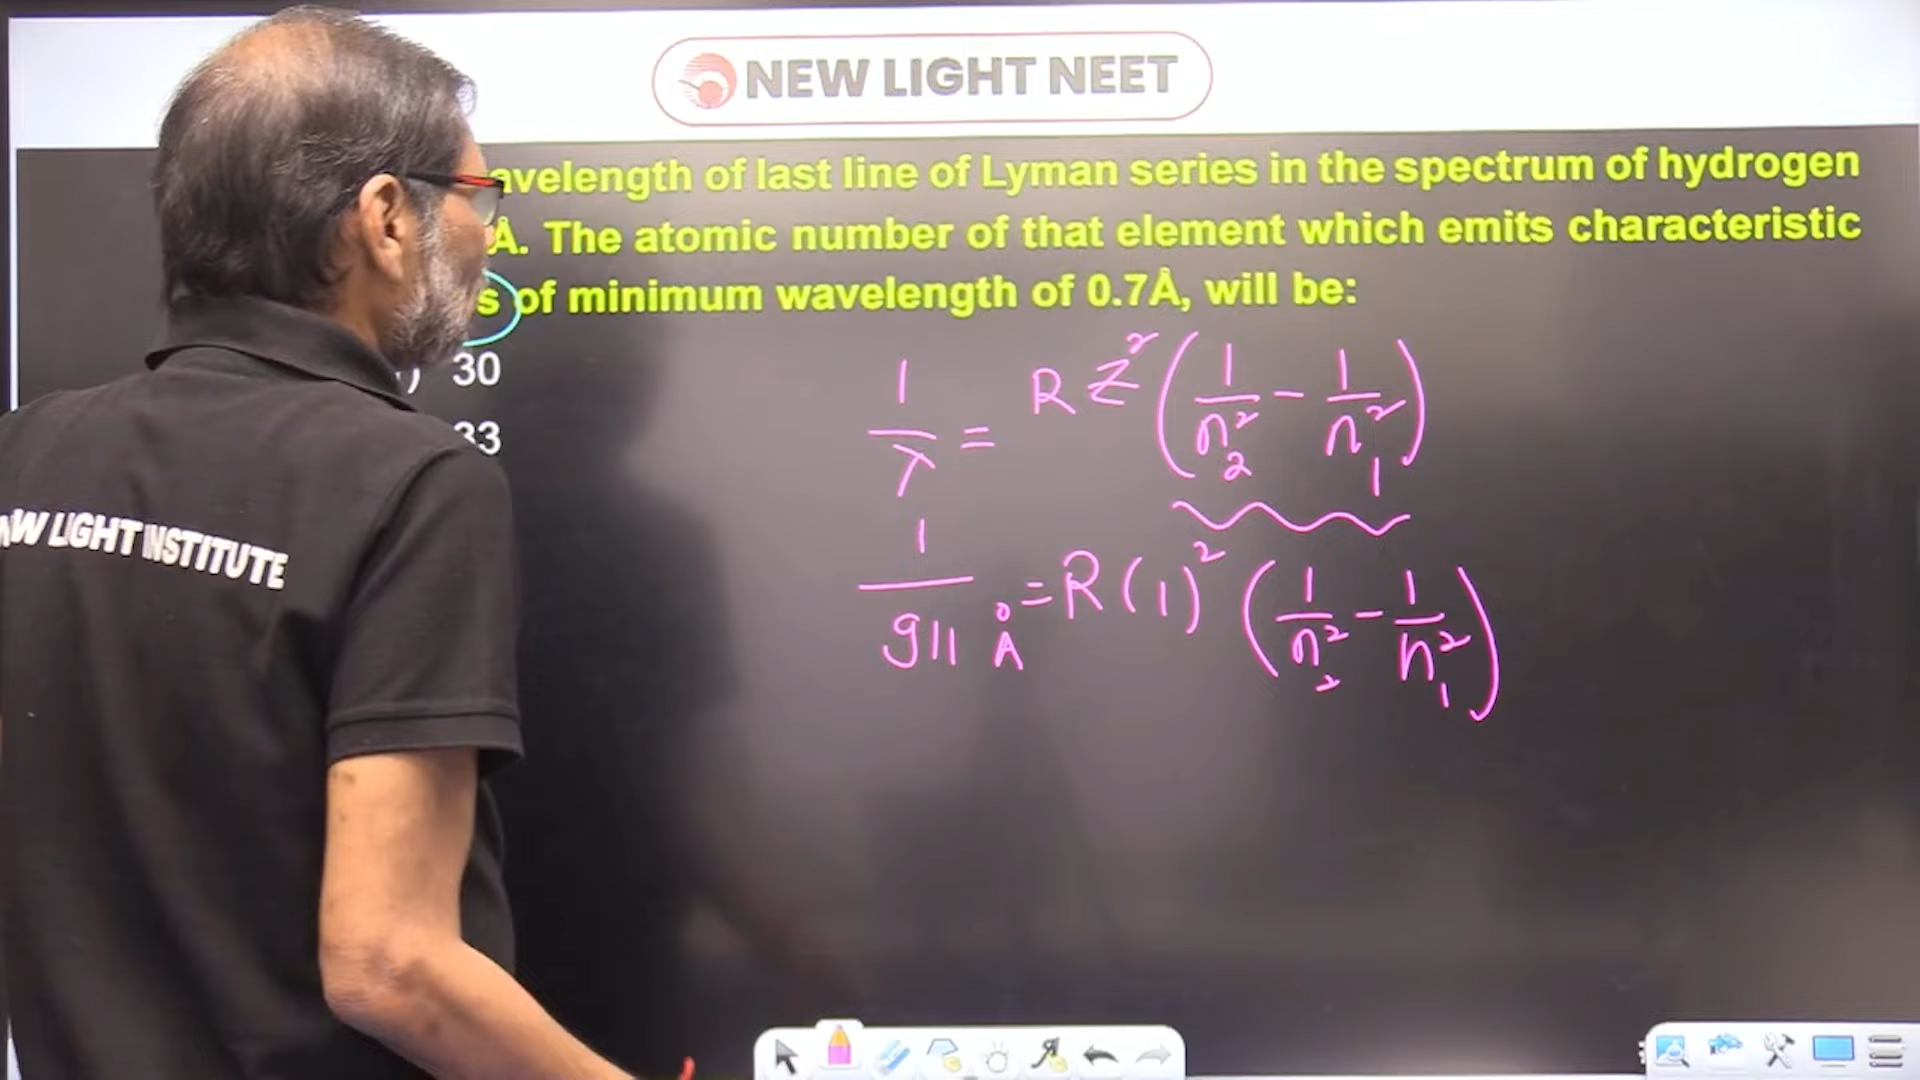 NEW LIGHT NEET
avelength of last line of Lyman series in the spectrum of hydrogen
Å. The atomic number of that element which emits characteristic
s of minimum wavelength of 0.7Å, will be:
30
33
1/λ = R Z² (1/n₂² − 1/n₁²)
1/911 Å = R (1)² (1/n₂² − 1/n₁²)
W LIGHT INSTITUTE